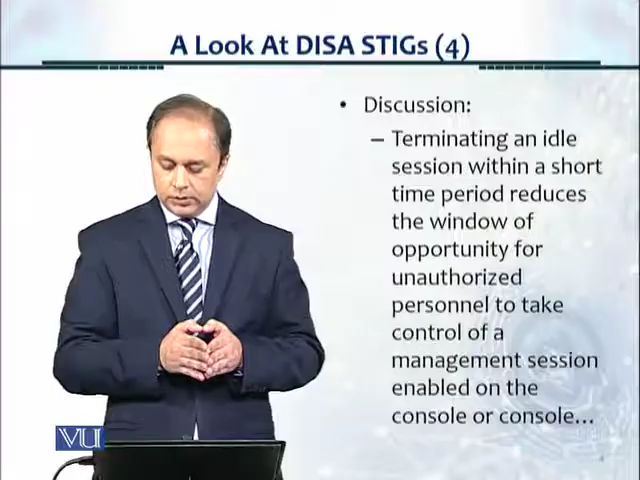 A Look At DISA STIGs (4)
• Discussion:
– Terminating an idle
session within a short
time period reduces
the window of
opportunity for
unauthorized
personnel to take
control of a
management session
enabled on the
console or console...
VU